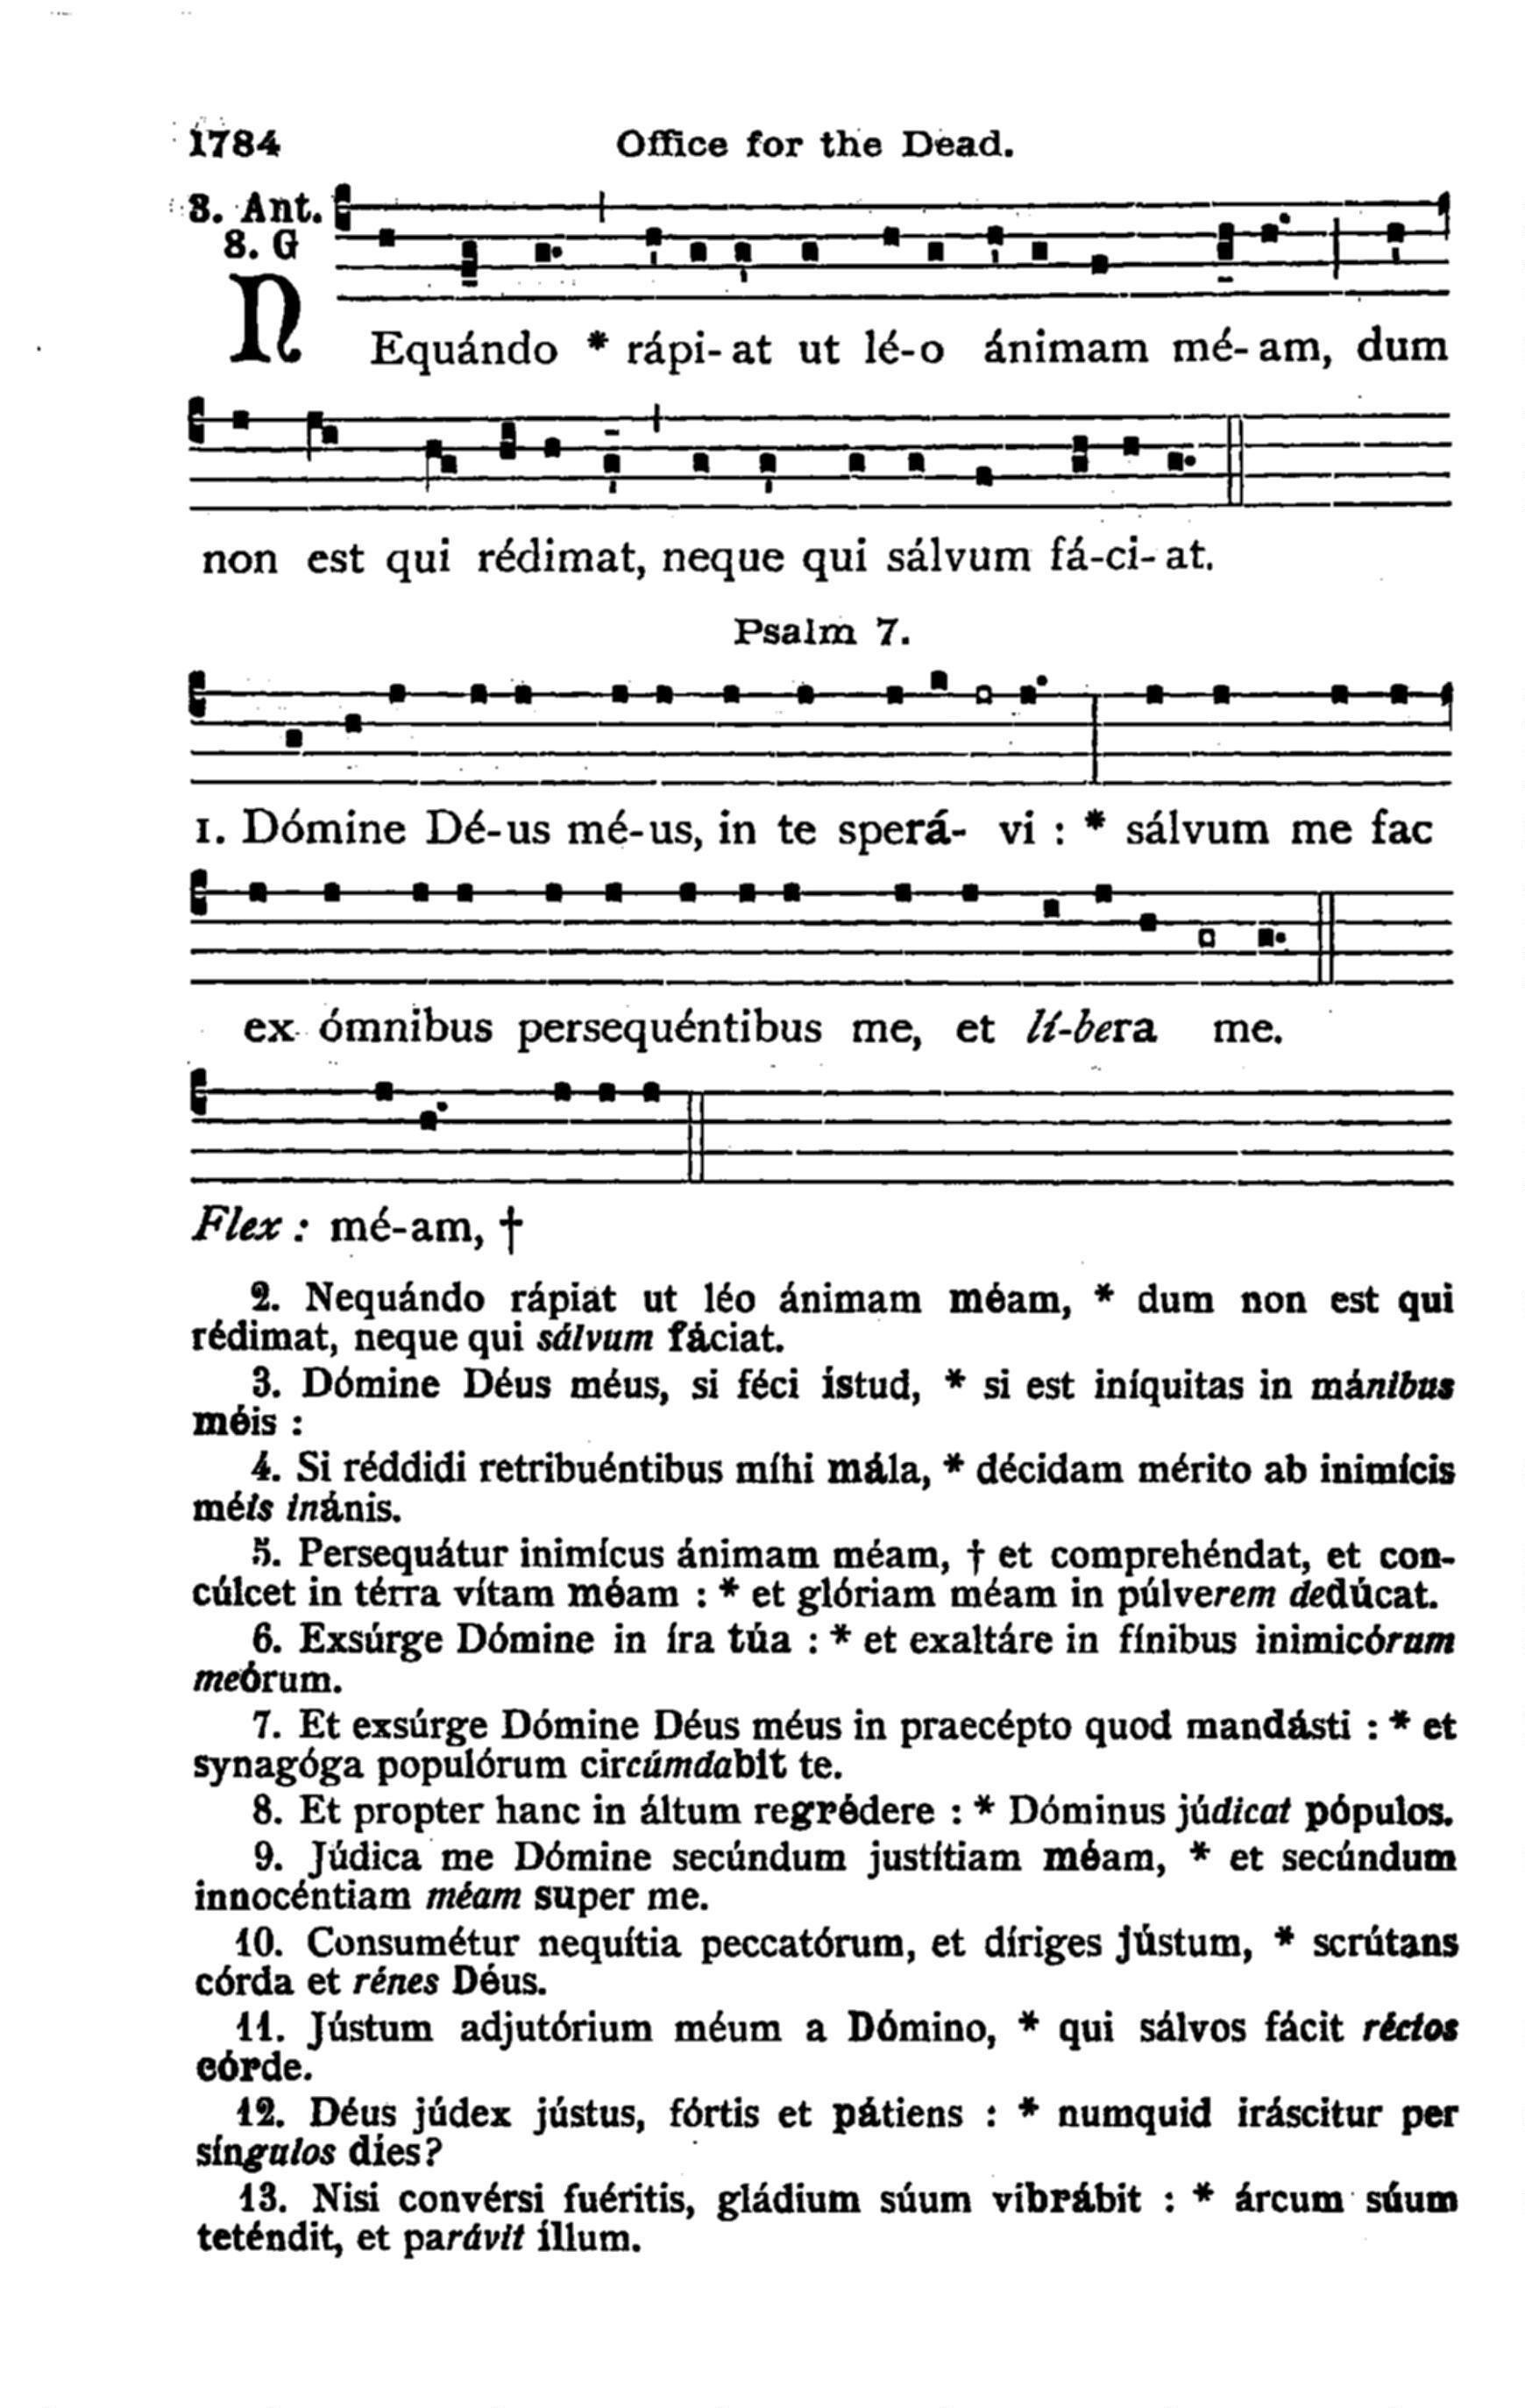 1784 Office for the Dead.
3. Ant.
8. G
NEquándo * rápi-at ut lé-o ánimam mé-am, dum
non est qui rédimat, neque qui sálvum fá-ci-at.
Psalm 7.
1. Dómine Dé-us mé-us, in te sperá- vi : * sálvum me fac
ex ómnibus persequéntibus me, et lí-bera me.
Flex : mé-am, †
2. Nequándo rápiat ut léo ánimam méam, * dum non est qui
rédimat, neque qui sálvum fáciat.
3. Dómine Déus méus, si féci ístud, * si est iníquitas in mánibus
méis :
4. Si réddidi retribuéntibus míhi mála, * décidam mérito ab inimícis
méis inánis.
5. Persequátur inimícus ánimam méam, † et comprehéndat, et con-
cúlcet in térra vítam méam : * et glóriam méam in púlverem dedúcat.
6. Exsúrge Dómine in íra túa : * et exaltáre in fínibus inimicórum
meórum.
7. Et exsúrge Dómine Déus méus in praecépto quod mandásti : * et
synagóga populórum circúmdabit te.
8. Et propter hanc in áltum regrédere : * Dóminus júdicat pópulos.
9. Júdica me Dómine secúndum justítiam méam, * et secúndum
innocéntiam méam super me.
10. Consumétur nequítia peccatórum, et díriges jústum, * scrútans
córda et rénes Déus.
11. Jústum adjutórium méum a Dómino, * qui sálvos fácit réctos
córde.
12. Déus júdex jústus, fórtis et pátiens : * numquid iráscitur per
síngulos díes?
13. Nisi convérsi fuéritis, gládium súum vibrábit : * árcum súum
teténdit, et parávit íllum.